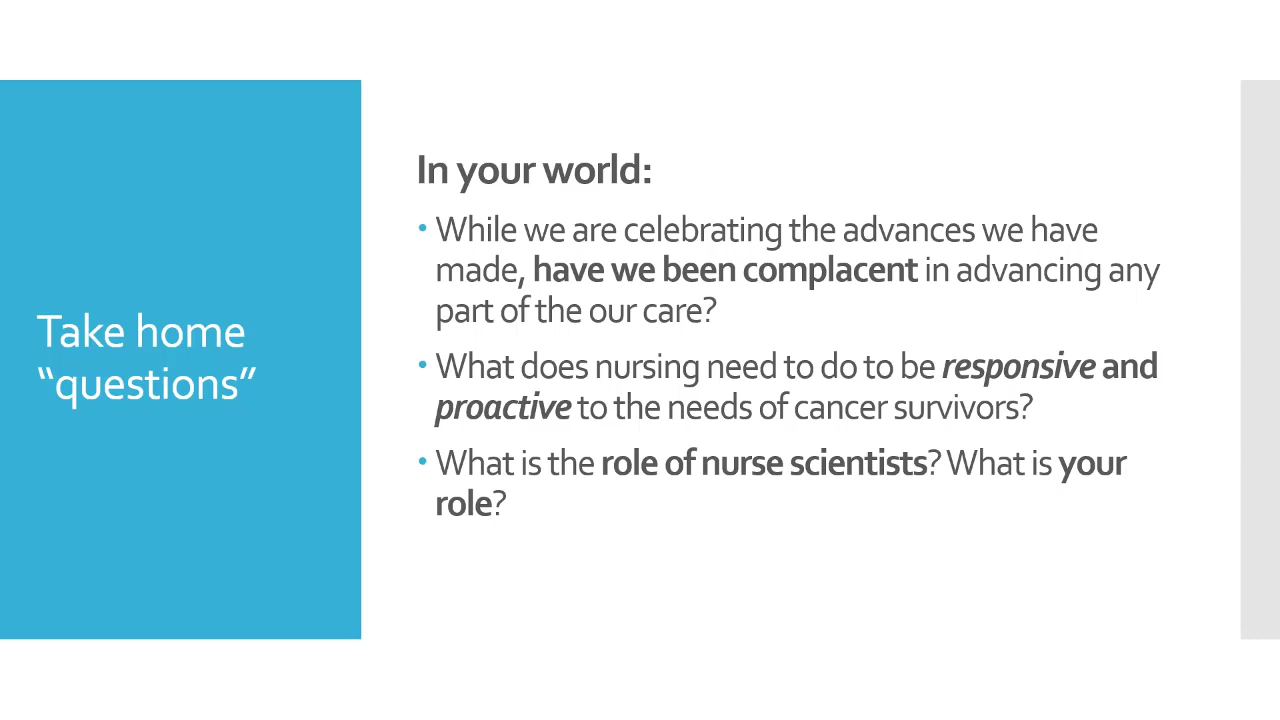 Take home
“questions”
In your world:
• While we are celebrating the advances we have
made, have we been complacent in advancing any
part of the our care?
• What does nursing need to do to be responsive and
proactive to the needs of cancer survivors?
• What is the role of nurse scientists? What is your
role?